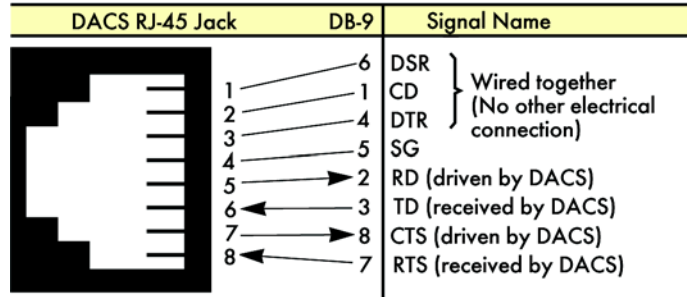 DACS RJ-45 Jack DB-9 Signal Name
1 6 DSR
2 1 CD
3 4 DTR
Wired together
(No other electrical
connection)
4 5 SG
5 2 RD (driven by DACS)
6 3 TD (received by DACS)
7 8 CTS (driven by DACS)
8 7 RTS (received by DACS)